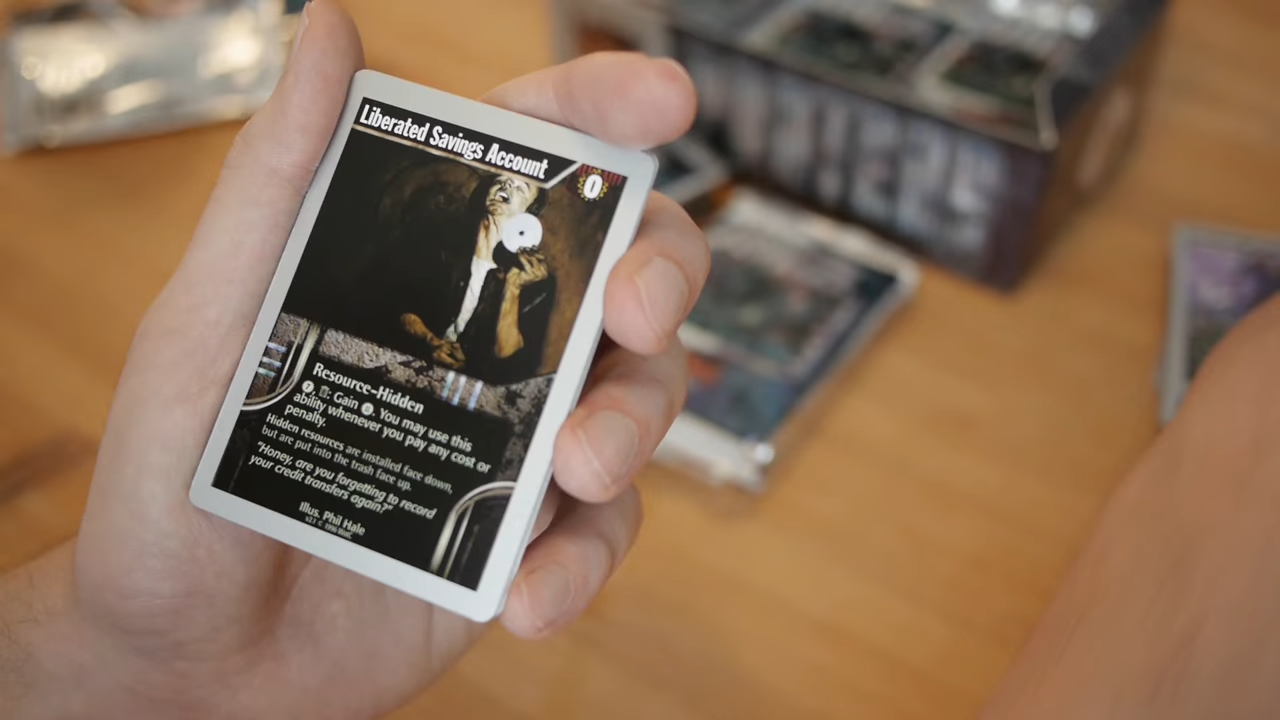 Liberated Savings Account
0
Resource-Hidden
: Gain . You may use this
ability whenever you pay any cost or
penalty.
Hidden resources are installed face down,
but are put into the trash face up.
"Honey, are you forgetting to record
your credit transfers again?"
Illus. Phil Hale